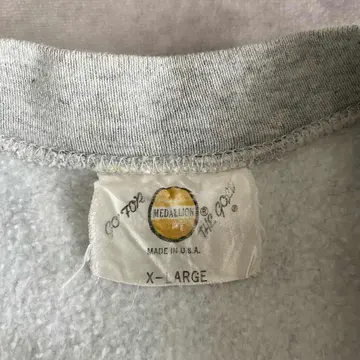 GO FOR
MEDALLION ®
THE GOLD ®
MADE IN U.S.A.
X-LARGE